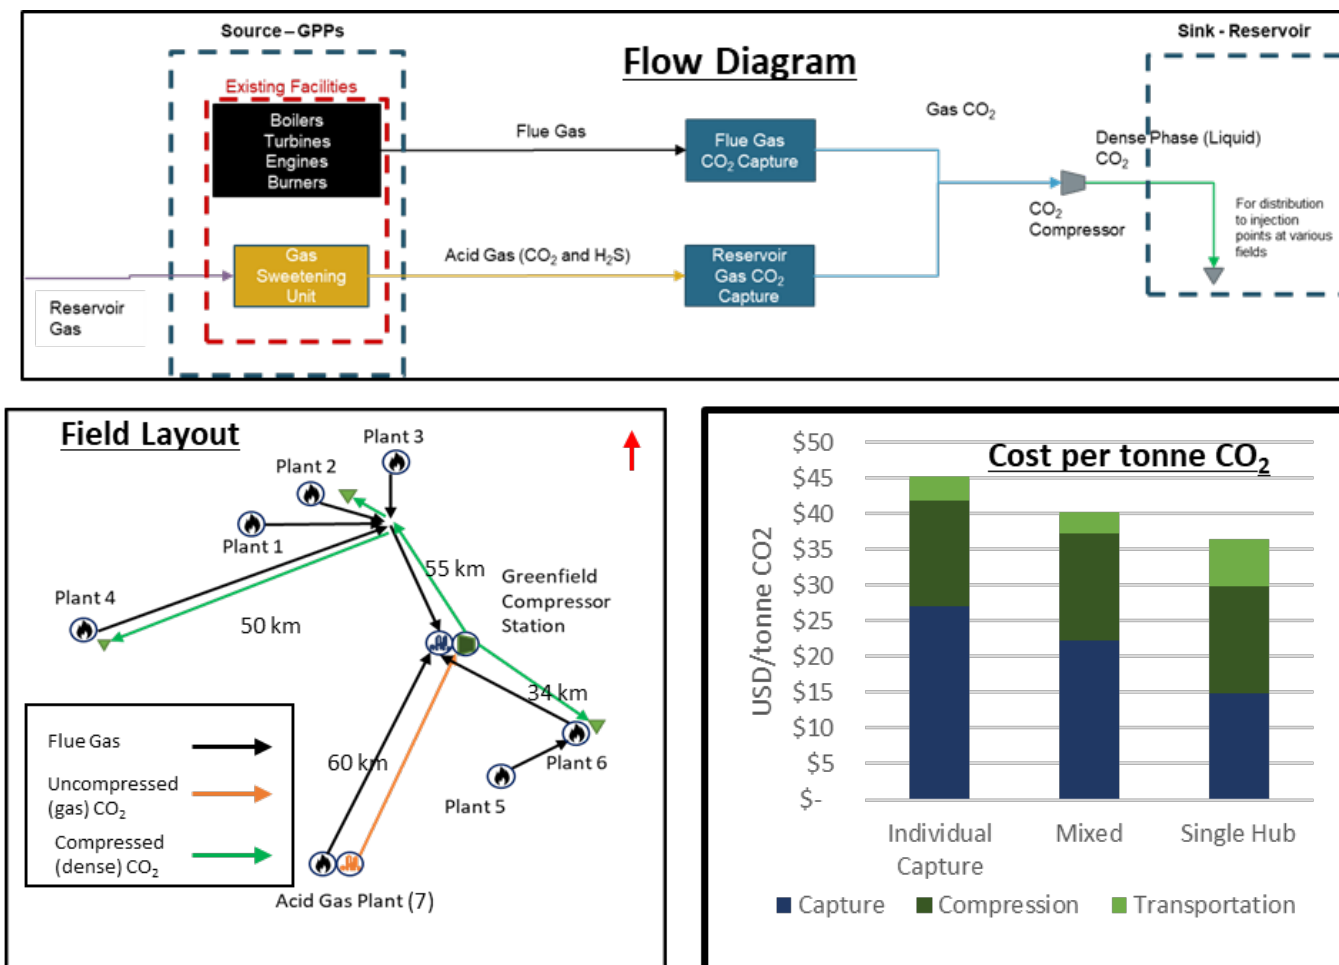 Source – GPPs
Flow Diagram
Sink - Reservoir
Existing Facilities
Boilers
Turbines
Engines
Burners
Flue Gas
Flue Gas
CO₂ Capture
Gas CO₂
Dense Phase (Liquid)
CO₂
CO₂
Compressor
For distribution
to injection
points at various
fields
Reservoir
Gas
Gas
Sweetening
Unit
Acid Gas (CO₂ and H₂S)
Reservoir
Gas CO₂
Capture
Field Layout
Plant 3
Plant 2
Plant 1
Plant 4
55 km
50 km
Greenfield
Compressor
Station
34 km
60 km
Plant 6
Plant 5
Acid Gas Plant (7)
Flue Gas
Uncompressed
(gas) CO₂
Compressed
(dense) CO₂
Cost per tonne CO₂
USD/tonne CO2
$50
$45
$40
$35
$30
$25
$20
$15
$10
$5
$-
Individual
Capture
Mixed
Single Hub
Capture
Compression
Transportation